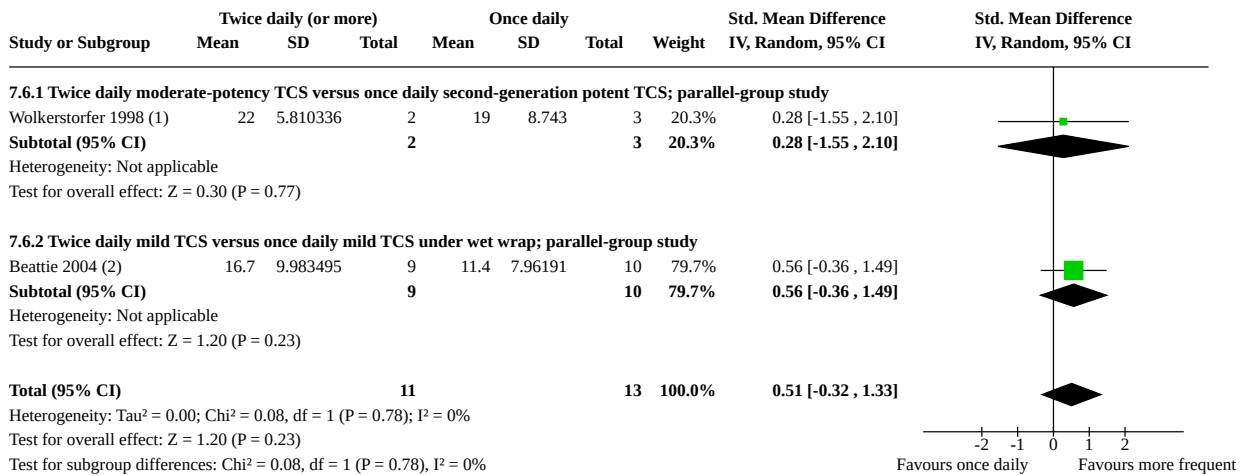 Twice daily (or more) Once daily Std. Mean Difference Std. Mean Difference
Study or Subgroup Mean SD Total Mean SD Total Weight IV, Random, 95% CI IV, Random, 95% CI
7.6.1 Twice daily moderate-potency TCS versus once daily second-generation potent TCS; parallel-group study
Wolkerstorfer 1998 (1) 22 5.810336 2 19 8.743 3 20.3% 0.28 [-1.55 , 2.10]
Subtotal (95% CI) 2 3 20.3% 0.28 [-1.55 , 2.10]
Heterogeneity: Not applicable
Test for overall effect: Z = 0.30 (P = 0.77)
7.6.2 Twice daily mild TCS versus once daily mild TCS under wet wrap; parallel-group study
Beattie 2004 (2) 16.7 9.983495 9 11.4 7.96191 10 79.7% 0.56 [-0.36 , 1.49]
Subtotal (95% CI) 9 10 79.7% 0.56 [-0.36 , 1.49]
Heterogeneity: Not applicable
Test for overall effect: Z = 1.20 (P = 0.23)
Total (95% CI) 11 13 100.0% 0.51 [-0.32 , 1.33]
Heterogeneity: Tau² = 0.00; Chi² = 0.08, df = 1 (P = 0.78); I² = 0%
Test for overall effect: Z = 1.20 (P = 0.23) -2 -1 0 1 2
Test for subgroup differences: Chi² = 0.08, df = 1 (P = 0.78), I² = 0% Favours once daily Favours more frequent